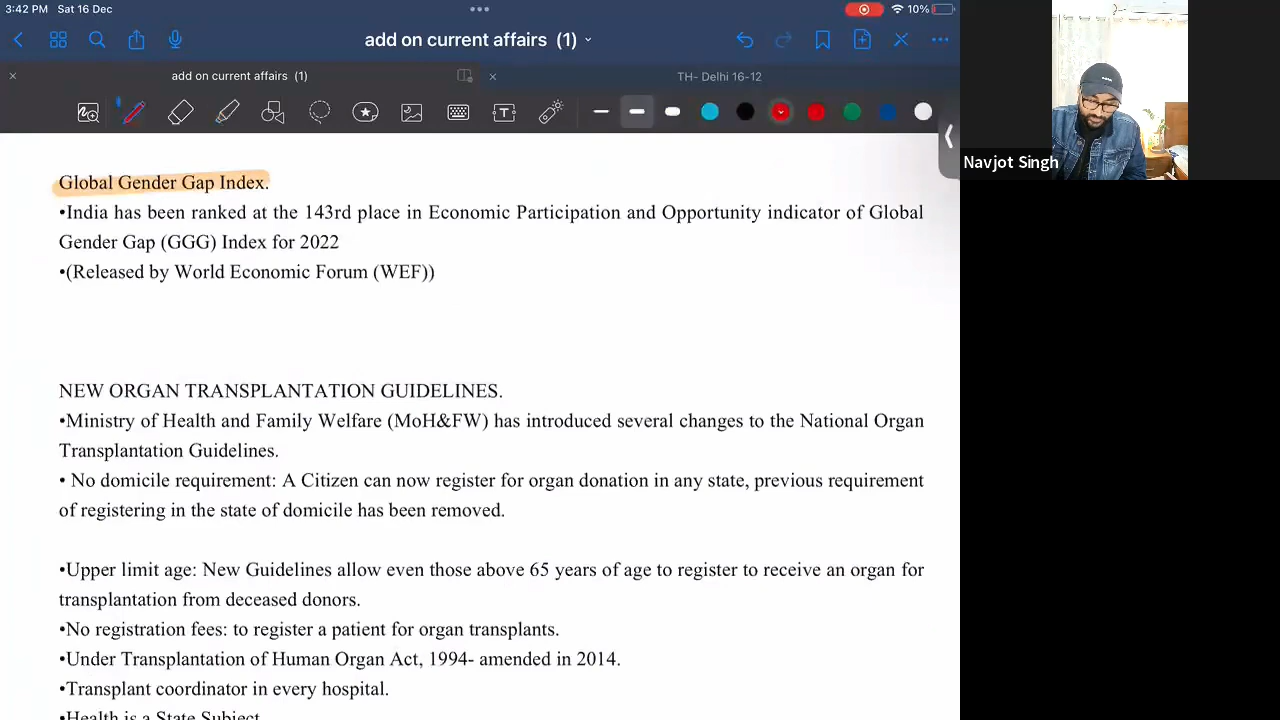 3:42 PM Sat 16 Dec
10%
add on current affairs (1)
add on current affairs (1)
TH- Delhi 16-12
Navjot Singh
Global Gender Gap Index.
•India has been ranked at the 143rd place in Economic Participation and Opportunity indicator of Global
Gender Gap (GGG) Index for 2022
•(Released by World Economic Forum (WEF))
NEW ORGAN TRANSPLANTATION GUIDELINES.
•Ministry of Health and Family Welfare (MoH&FW) has introduced several changes to the National Organ
Transplantation Guidelines.
• No domicile requirement: A Citizen can now register for organ donation in any state, previous requirement
of registering in the state of domicile has been removed.
•Upper limit age: New Guidelines allow even those above 65 years of age to register to receive an organ for
transplantation from deceased donors.
•No registration fees: to register a patient for organ transplants.
•Under Transplantation of Human Organ Act, 1994- amended in 2014.
•Transplant coordinator in every hospital.
•Health is a State Subject